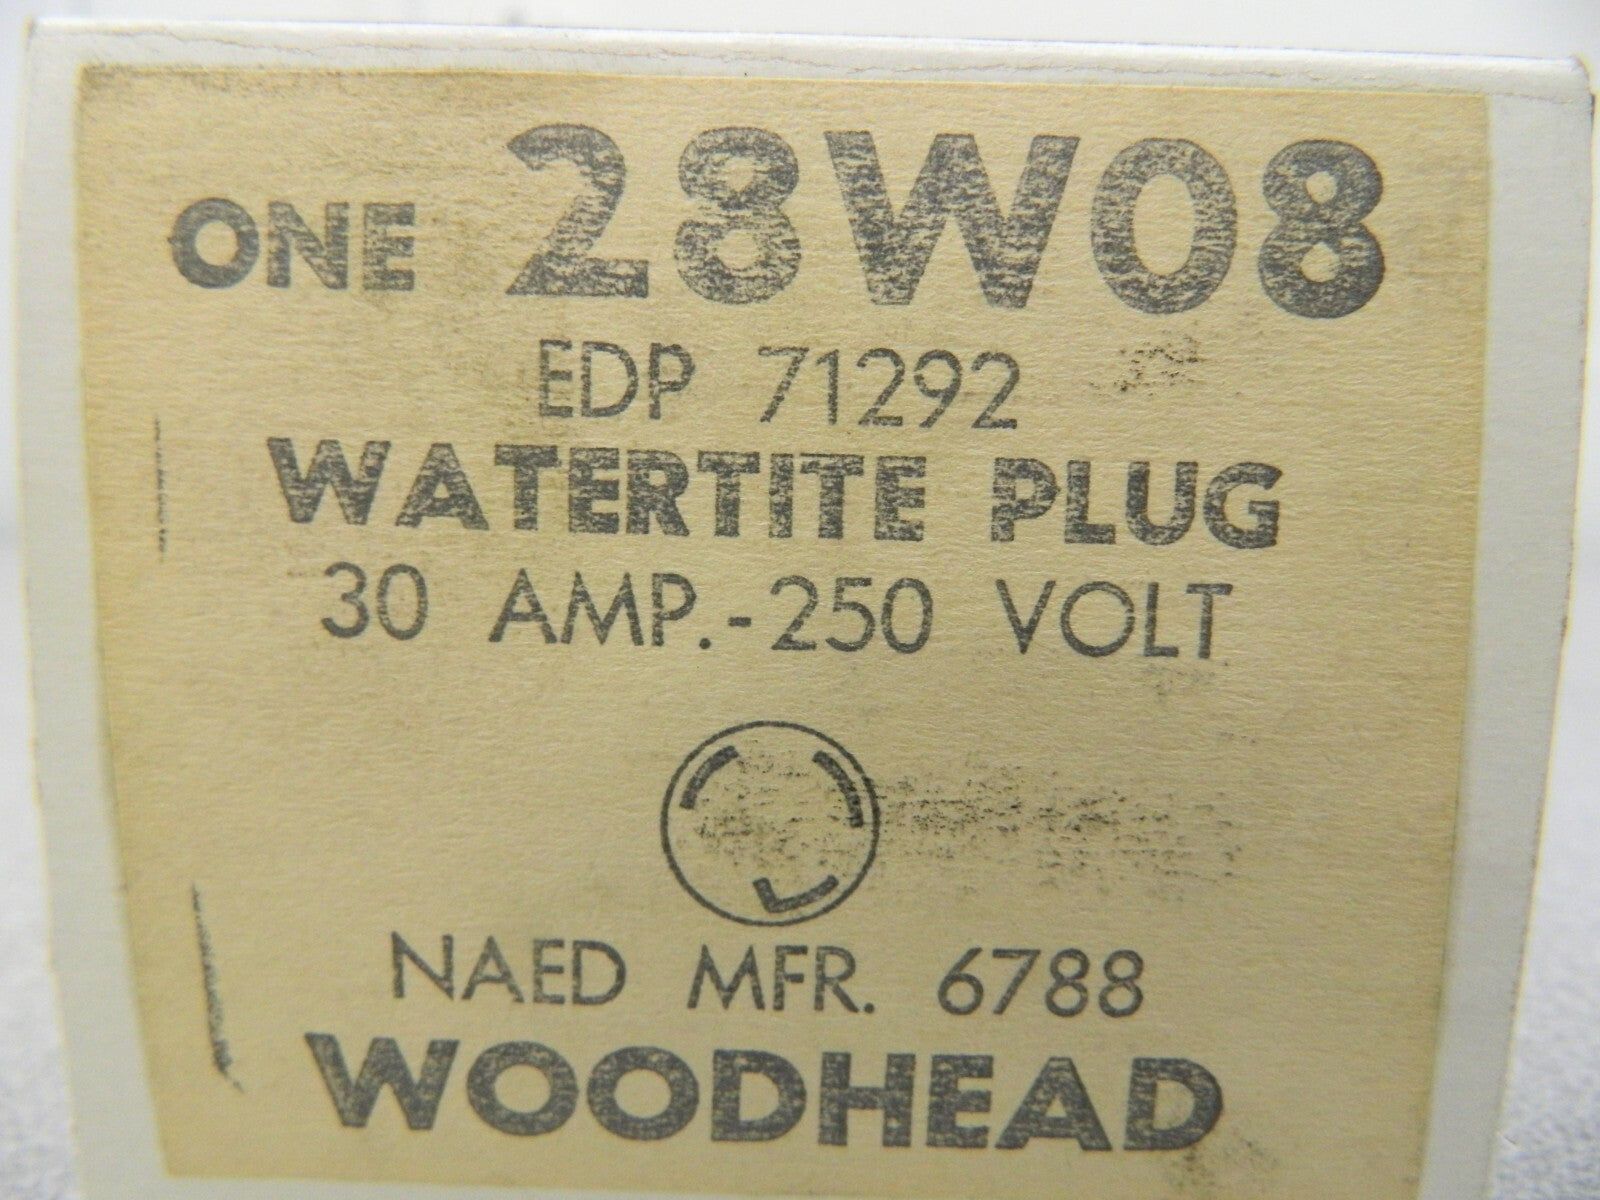 ONE 28W08
EDP 71292
WATERTITE PLUG
30 AMP.-250 VOLT
NAED MFR. 6788
WOODHEAD